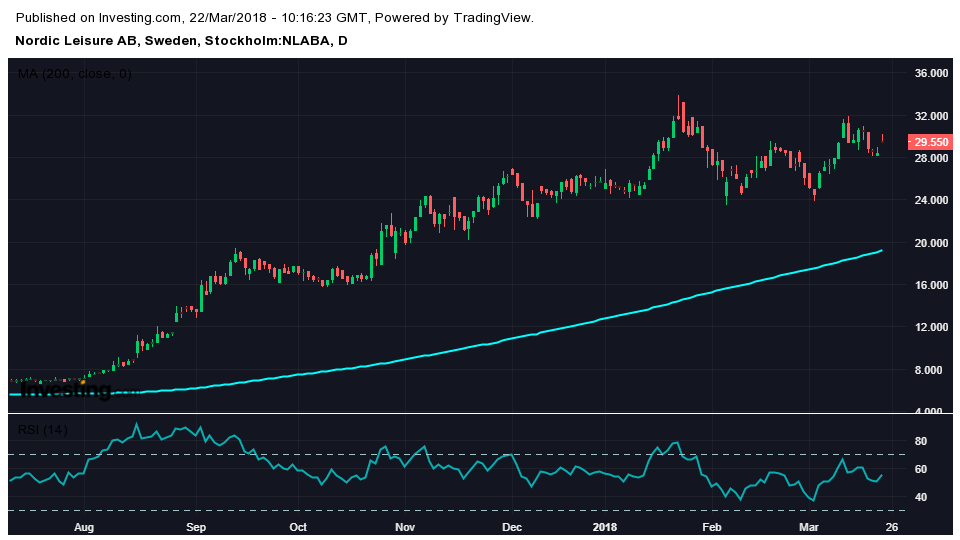 Published on Investing.com, 22/Mar/2018 - 10:16:23 GMT, Powered by TradingView.
Nordic Leisure AB, Sweden, Stockholm:NLABA, D
MA (200, close, 0)
36.000
32.000
29.550
28.000
24.000
20.000
16.000
12.000
8.000
Investing.com
4.000
RSI (14)
80
60
40
Aug Sep Oct Nov Dec 2018 Feb Mar 26